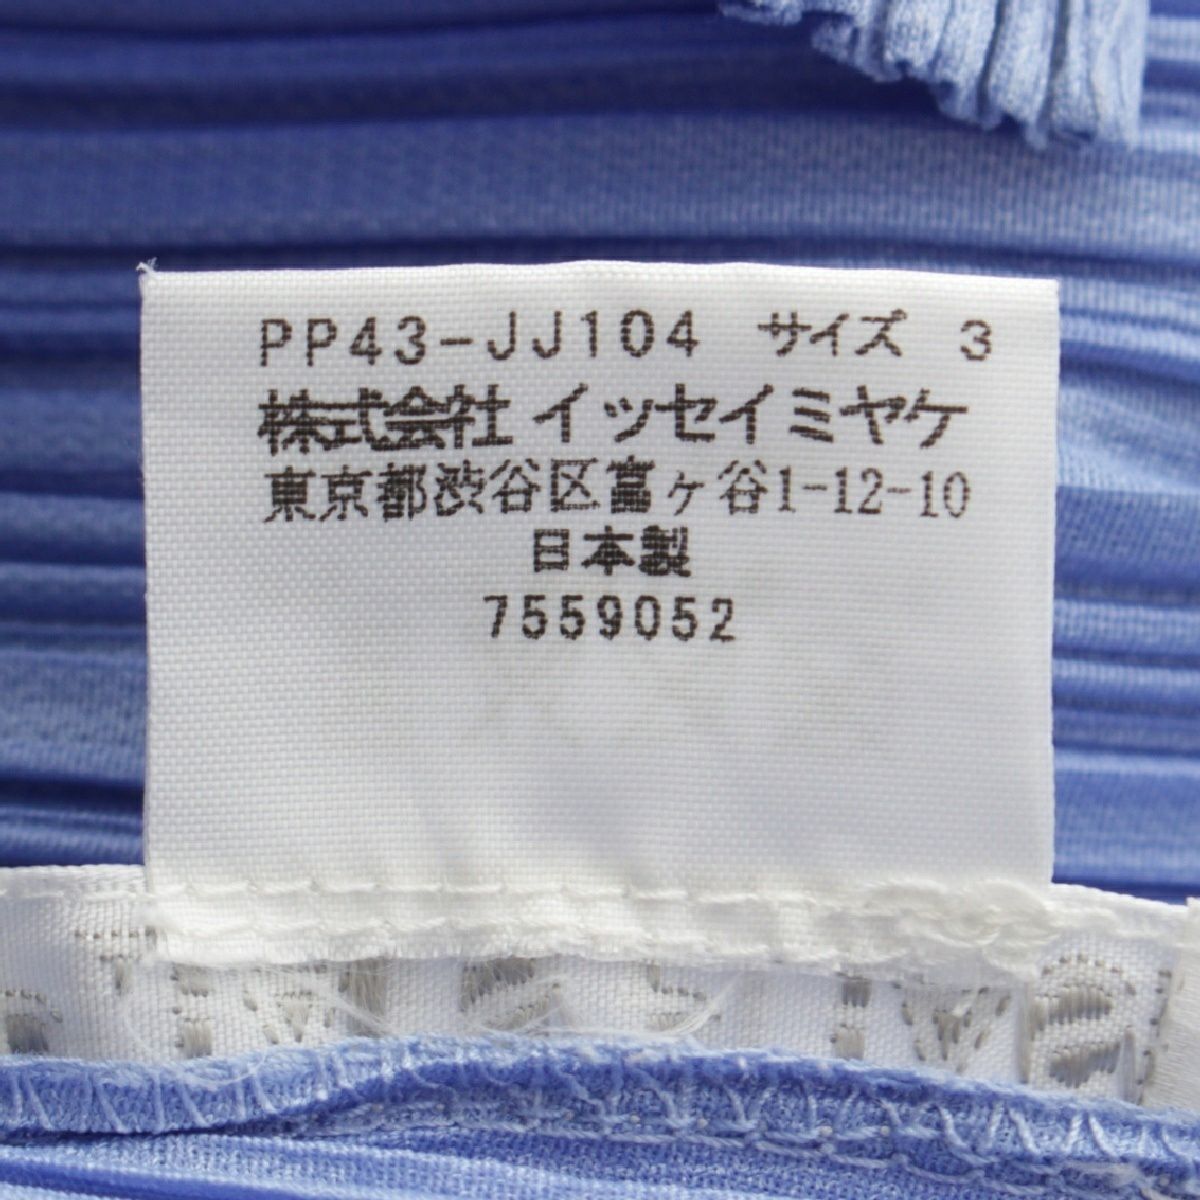 PP43-JJ104 サイズ 3
株式会社 イッセイミヤケ
東京都渋谷区富ヶ谷1-12-10
日本製
7559052